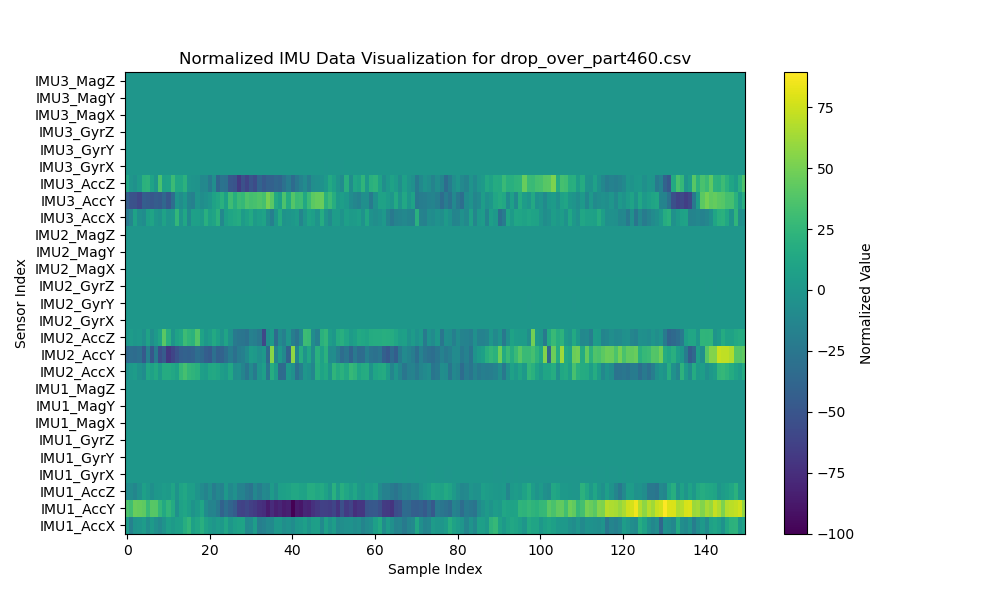 Normalized IMU Data Visualization for drop_over_part460.csv
IMU3_MagZ
IMU3_MagY
IMU3_MagX
IMU3_GyrZ
IMU3_GyrY
IMU3_GyrX
IMU3_AccZ
IMU3_AccY
IMU3_AccX
IMU2_MagZ
IMU2_MagY
IMU2_MagX
IMU2_GyrZ
IMU2_GyrY
IMU2_GyrX
IMU2_AccZ
IMU2_AccY
IMU2_AccX
IMU1_MagZ
IMU1_MagY
IMU1_MagX
IMU1_GyrZ
IMU1_GyrY
IMU1_GyrX
IMU1_AccZ
IMU1_AccY
IMU1_AccX
Sensor Index
0 20 40 60 80 100 120 140
Sample Index
75
50
25
0
−25
−50
−75
−100
Normalized Value